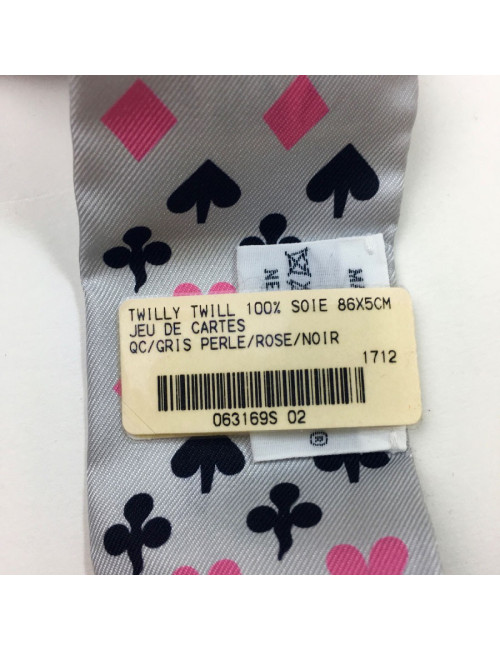 TWILLY TWILL 100% SOIE 86X5CM
JEU DE CARTES
QC/GRIS PERLE/ROSE/NOIR
1712
063169S 02